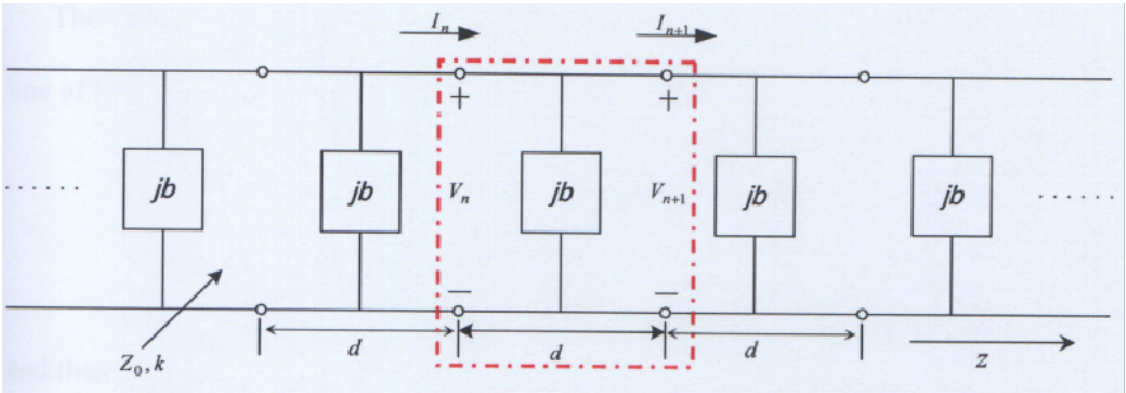 I_n I_{n+1}
+ +
jb jb V_n jb V_{n+1} jb jb
− −
d d d
Z_0, k z